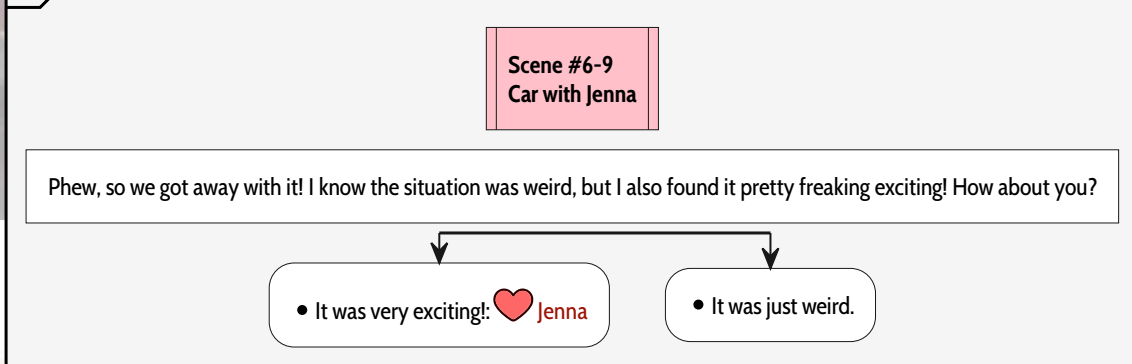 Scene #6-9
Car with Jenna
Phew, so we got away with it! I know the situation was weird, but I also found it pretty freaking exciting! How about you?
• It was very exciting!: ❤ Jenna
• It was just weird.